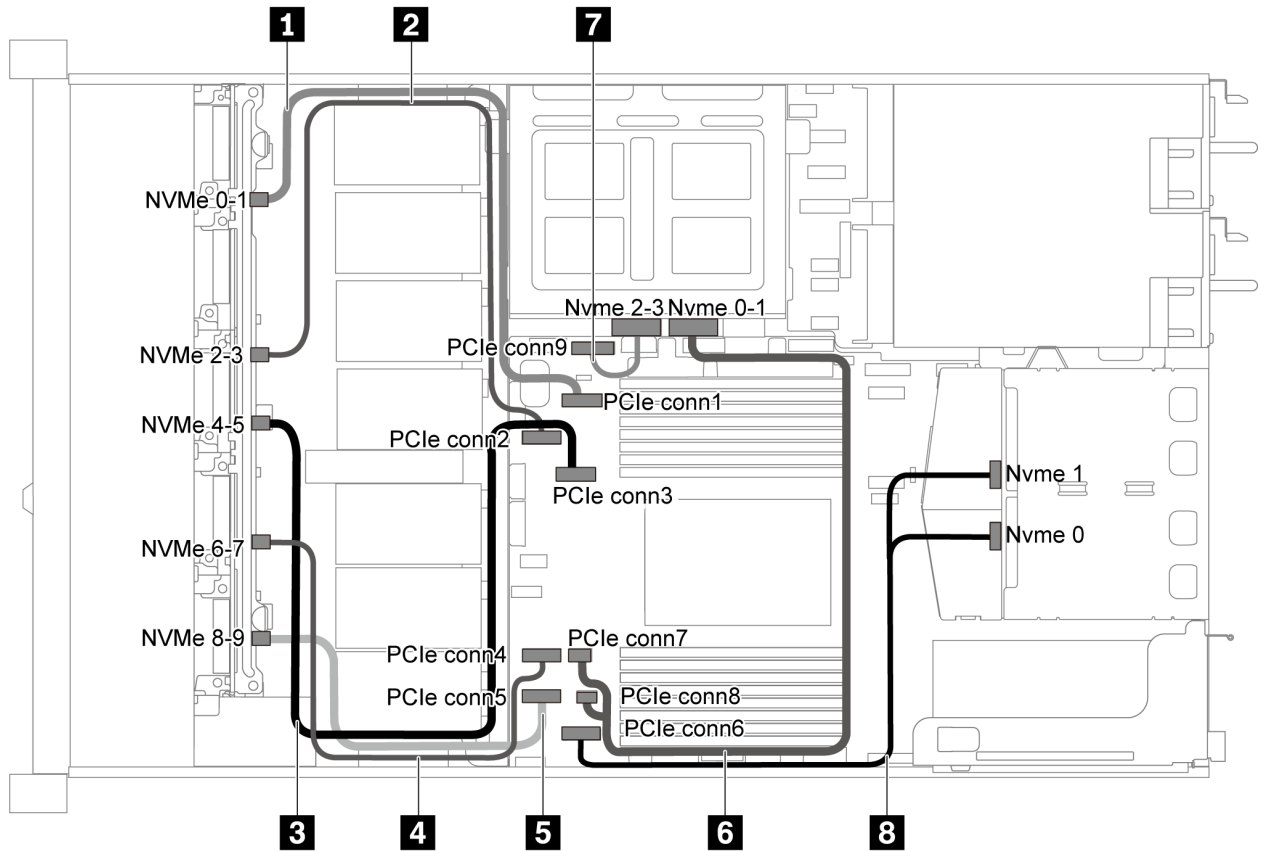 1
2
7
NVMe 0-1
Nvme 2-3
Nvme 0-1
PCIe conn9
NVMe 2-3
PCIe conn1
NVMe 4-5
PCIe conn2
Nvme 1
PCIe conn3
Nvme 0
NVMe 6-7
NVMe 8-9
PCIe conn7
PCIe conn4
PCIe conn5
PCIe conn8
PCIe conn6
3
4
5
6
8